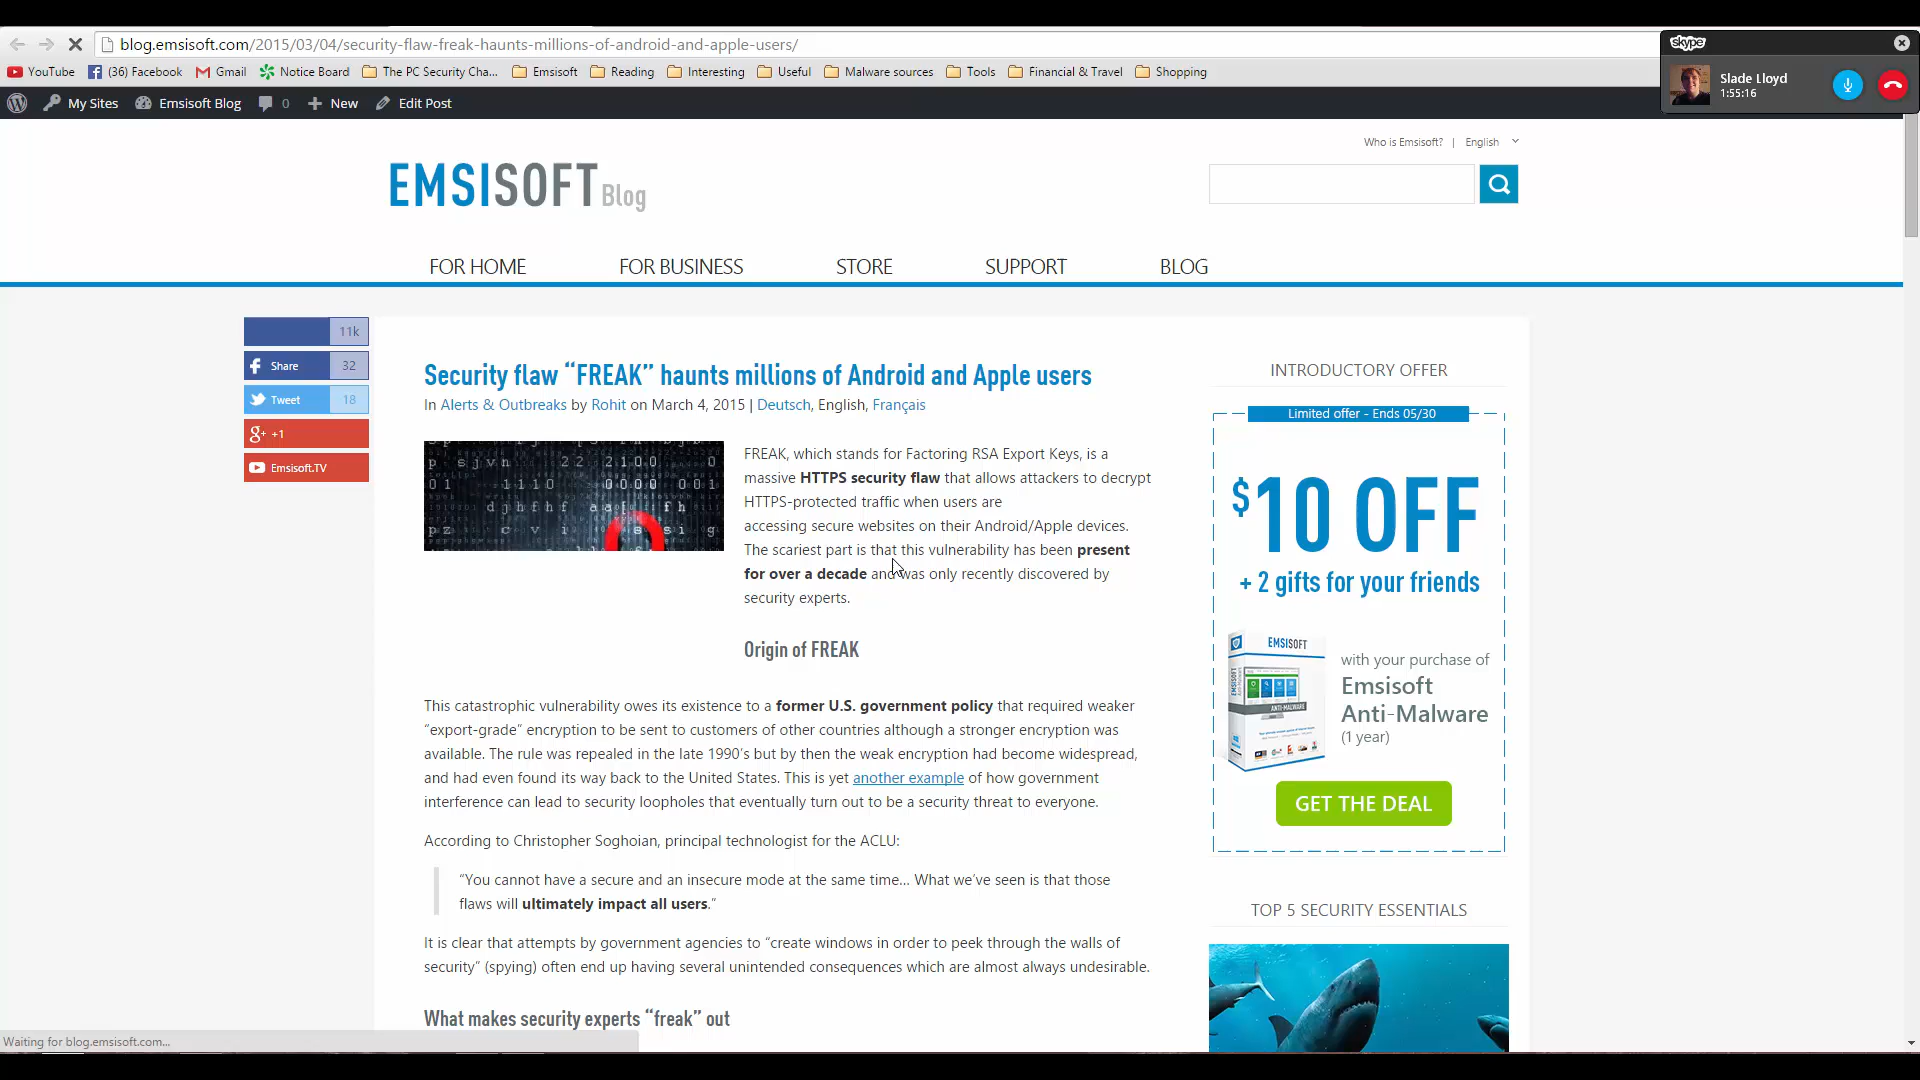 blog.emsisoft.com/2015/03/04/security-flaw-freak-haunts-millions-of-android-and-apple-users/
skype
Slade Lloyd
1:55:16
YouTube (36) Facebook Gmail Notice Board The PC Security Cha... Emsisoft Reading Interesting Useful Malware sources Tools Financial & Travel Shopping
My Sites Emsisoft Blog 0 New Edit Post
Who is Emsisoft? | English
EMSISOFT Blog
FOR HOME FOR BUSINESS STORE SUPPORT BLOG
11k
Share 32
Tweet 18
g+ +1
Emsisoft.TV
Security flaw “FREAK” haunts millions of Android and Apple users
In Alerts & Outbreaks by Rohit on March 4, 2015 | Deutsch, English, Français
FREAK, which stands for Factoring RSA Export Keys, is a
massive HTTPS security flaw that allows attackers to decrypt
HTTPS-protected traffic when users are
accessing secure websites on their Android/Apple devices.
The scariest part is that this vulnerability has been present
for over a decade and was only recently discovered by
security experts.
Origin of FREAK
This catastrophic vulnerability owes its existence to a former U.S. government policy that required weaker
“export-grade” encryption to be sent to customers of other countries although a stronger encryption was
available. The rule was repealed in the late 1990’s but by then the weak encryption had become widespread,
and had even found its way back to the United States. This is yet another example of how government
interference can lead to security loopholes that eventually turn out to be a security threat to everyone.
According to Christopher Soghoian, principal technologist for the ACLU:
“You cannot have a secure and an insecure mode at the same time… What we’ve seen is that those
flaws will ultimately impact all users.”
It is clear that attempts by government agencies to “create windows in order to peek through the walls of
security” (spying) often end up having several unintended consequences which are almost always undesirable.
What makes security experts “freak” out
INTRODUCTORY OFFER
Limited offer - Ends 05/30
$10 OFF
+ 2 gifts for your friends
EMSISOFT
ANTI-MALWARE
with your purchase of
Emsisoft
Anti-Malware
(1 year)
GET THE DEAL
TOP 5 SECURITY ESSENTIALS
Waiting for blog.emsisoft.com...